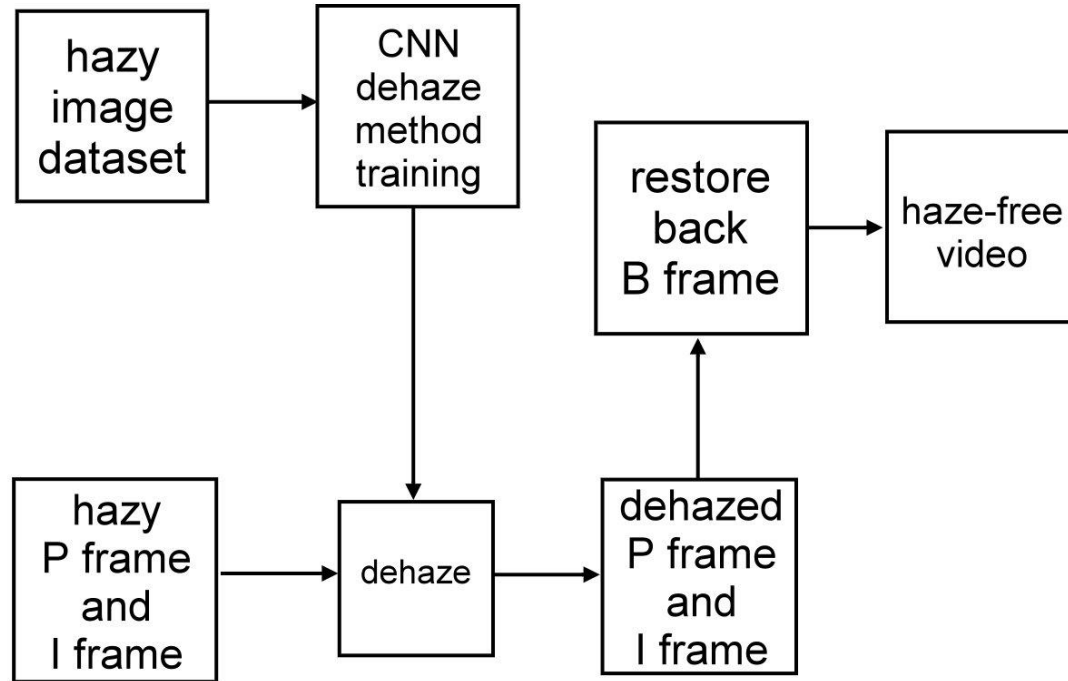 hazy
image
dataset
CNN
dehaze
method
training
restore
back
B frame
haze-free
video
hazy
P frame
and
I frame
dehaze
dehazed
P frame
and
I frame